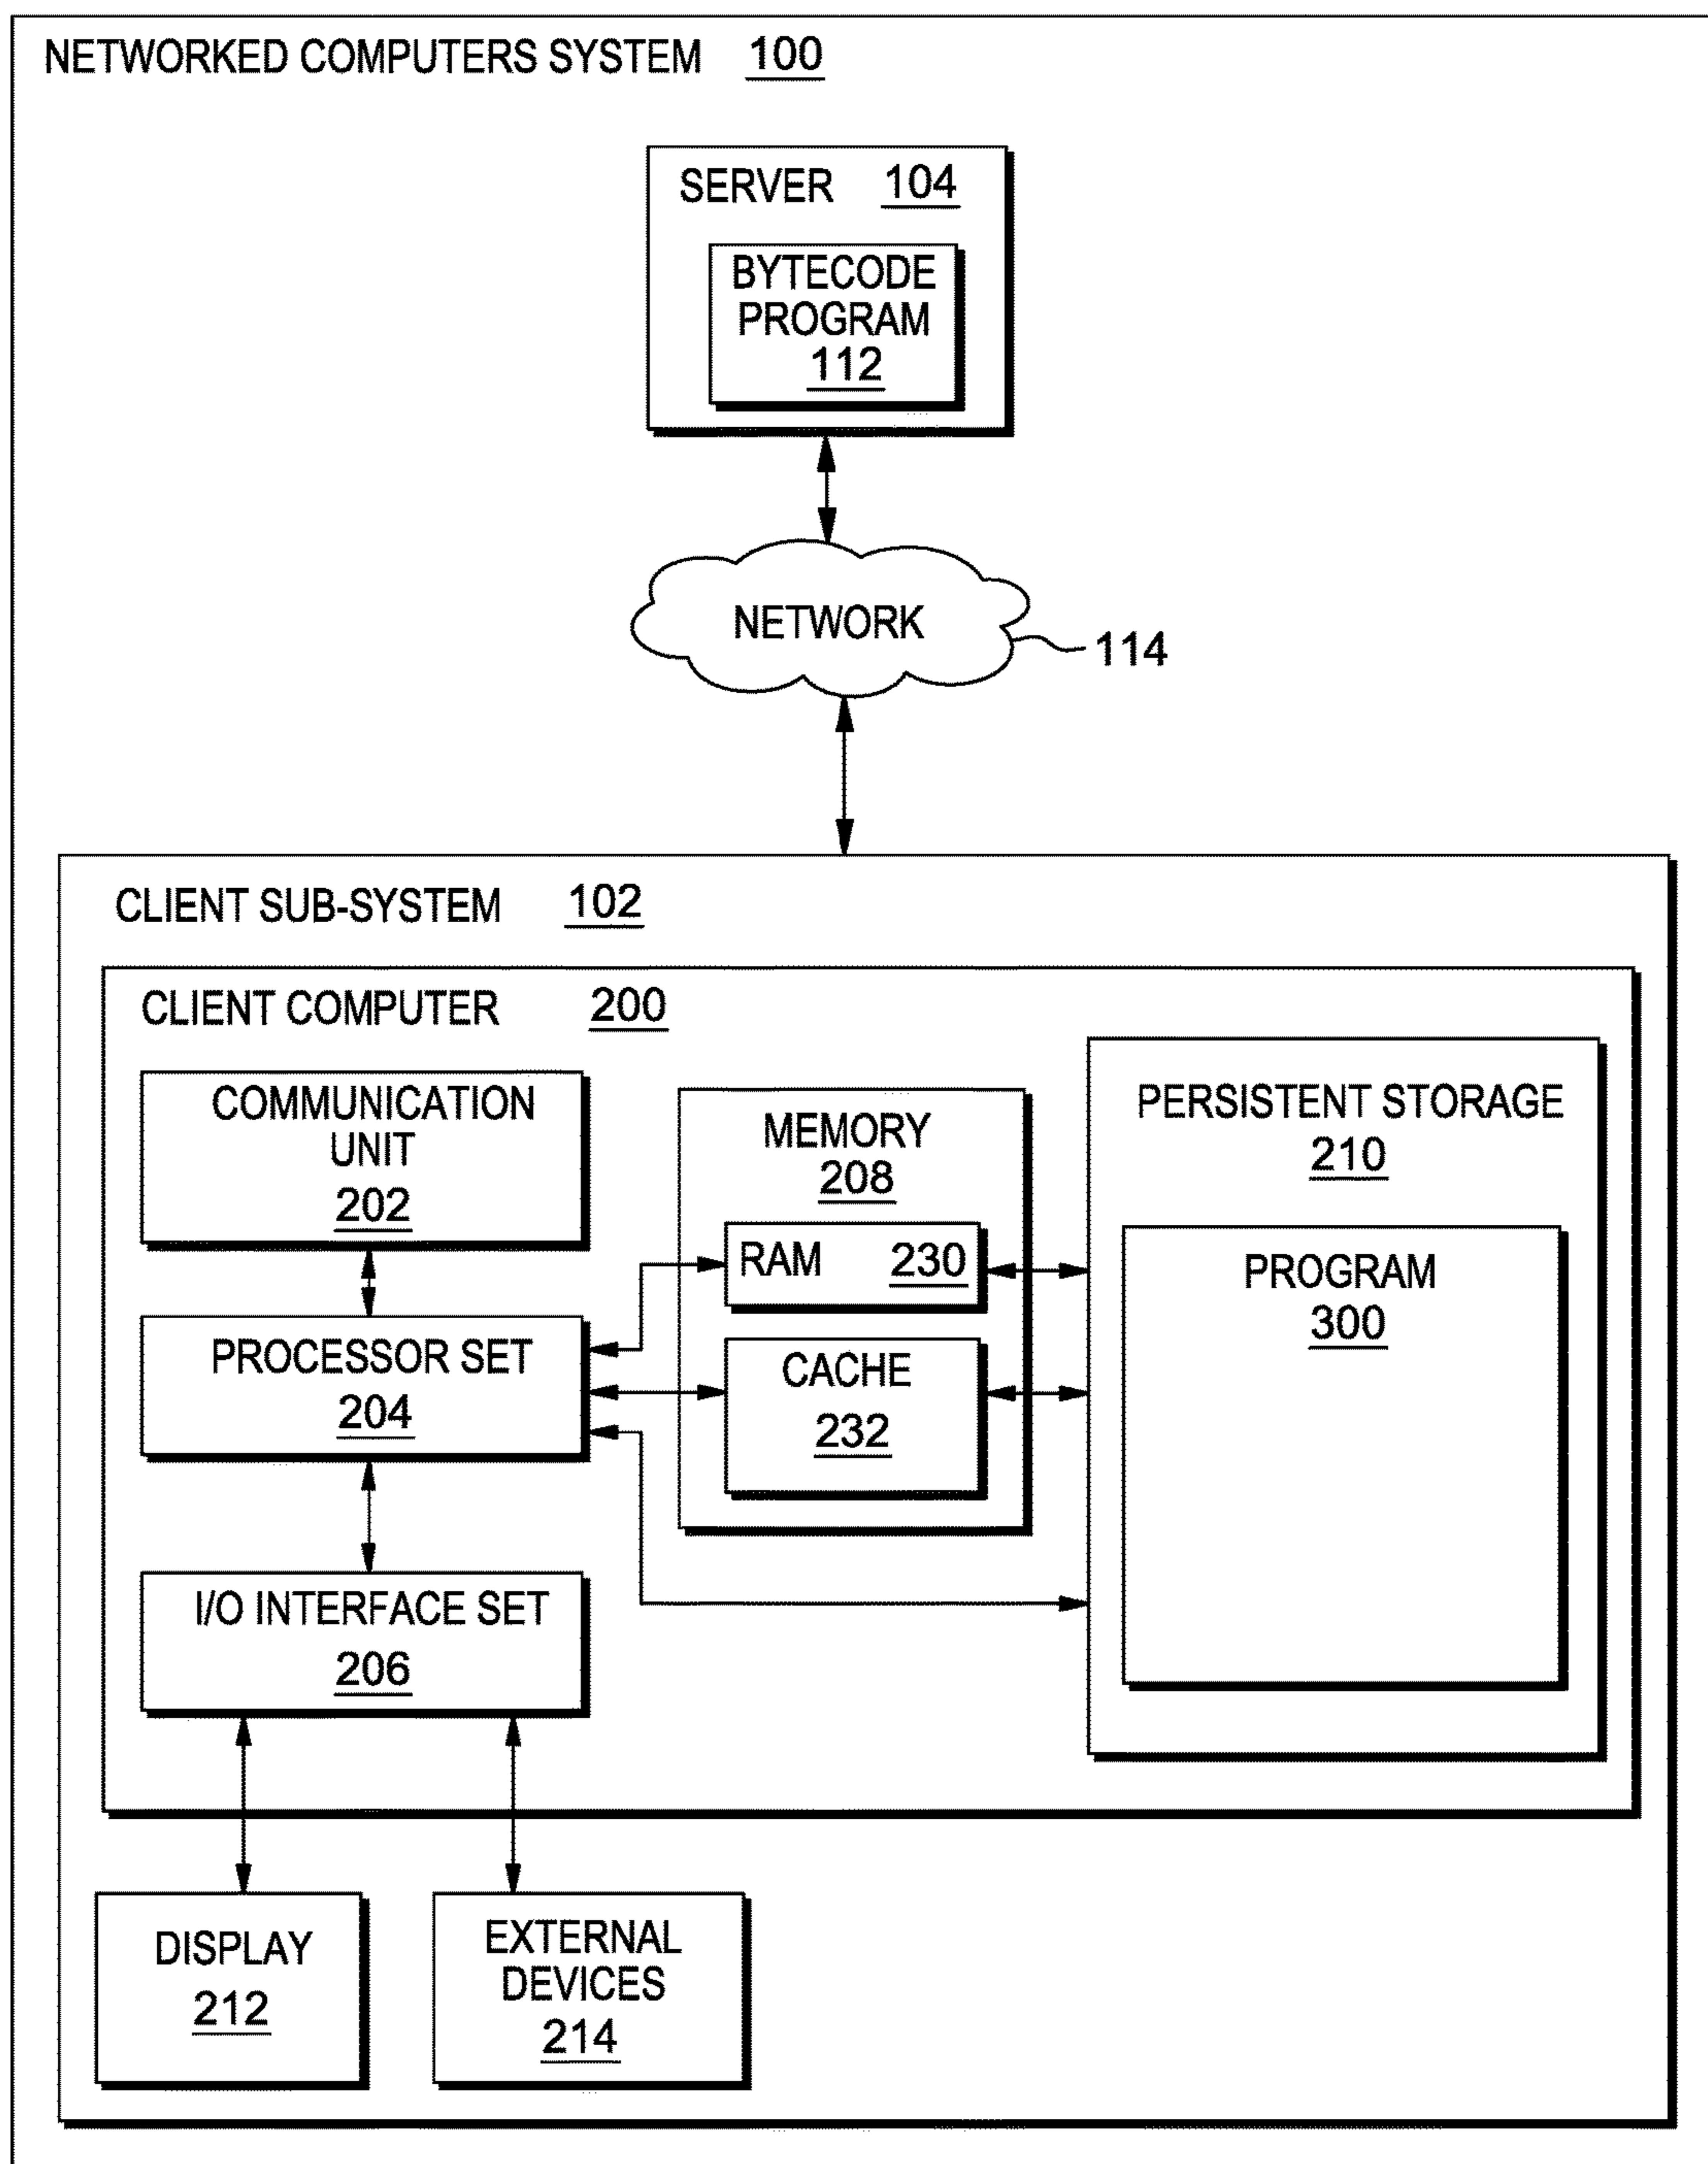 NETWORKED COMPUTERS SYSTEM 100
SERVER 104
BYTECODE
PROGRAM
112
NETWORK
114
CLIENT SUB-SYSTEM 102
CLIENT COMPUTER 200
COMMUNICATION
UNIT
202
PROCESSOR SET
204
I/O INTERFACE SET
206
MEMORY
208
RAM 230
CACHE
232
PERSISTENT STORAGE
210
PROGRAM
300
DISPLAY
212
EXTERNAL
DEVICES
214